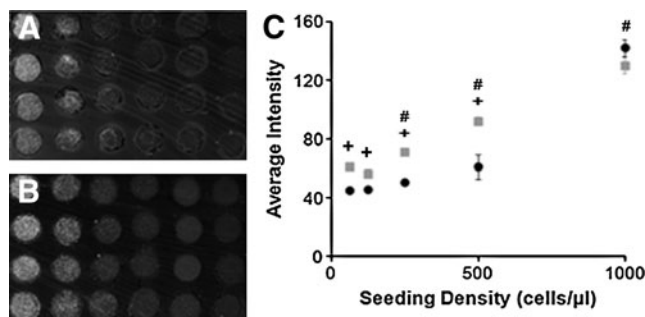 A
B
C
160
120
80
40
0
Average Intensity
+ + + +
# # #
0
500
1000
Seeding Density (cells/µl)